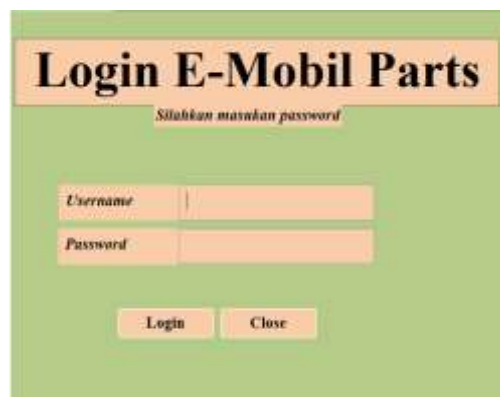 Login E-Mobil Parts
Silahkan masukan password
Username
Password
Login Close